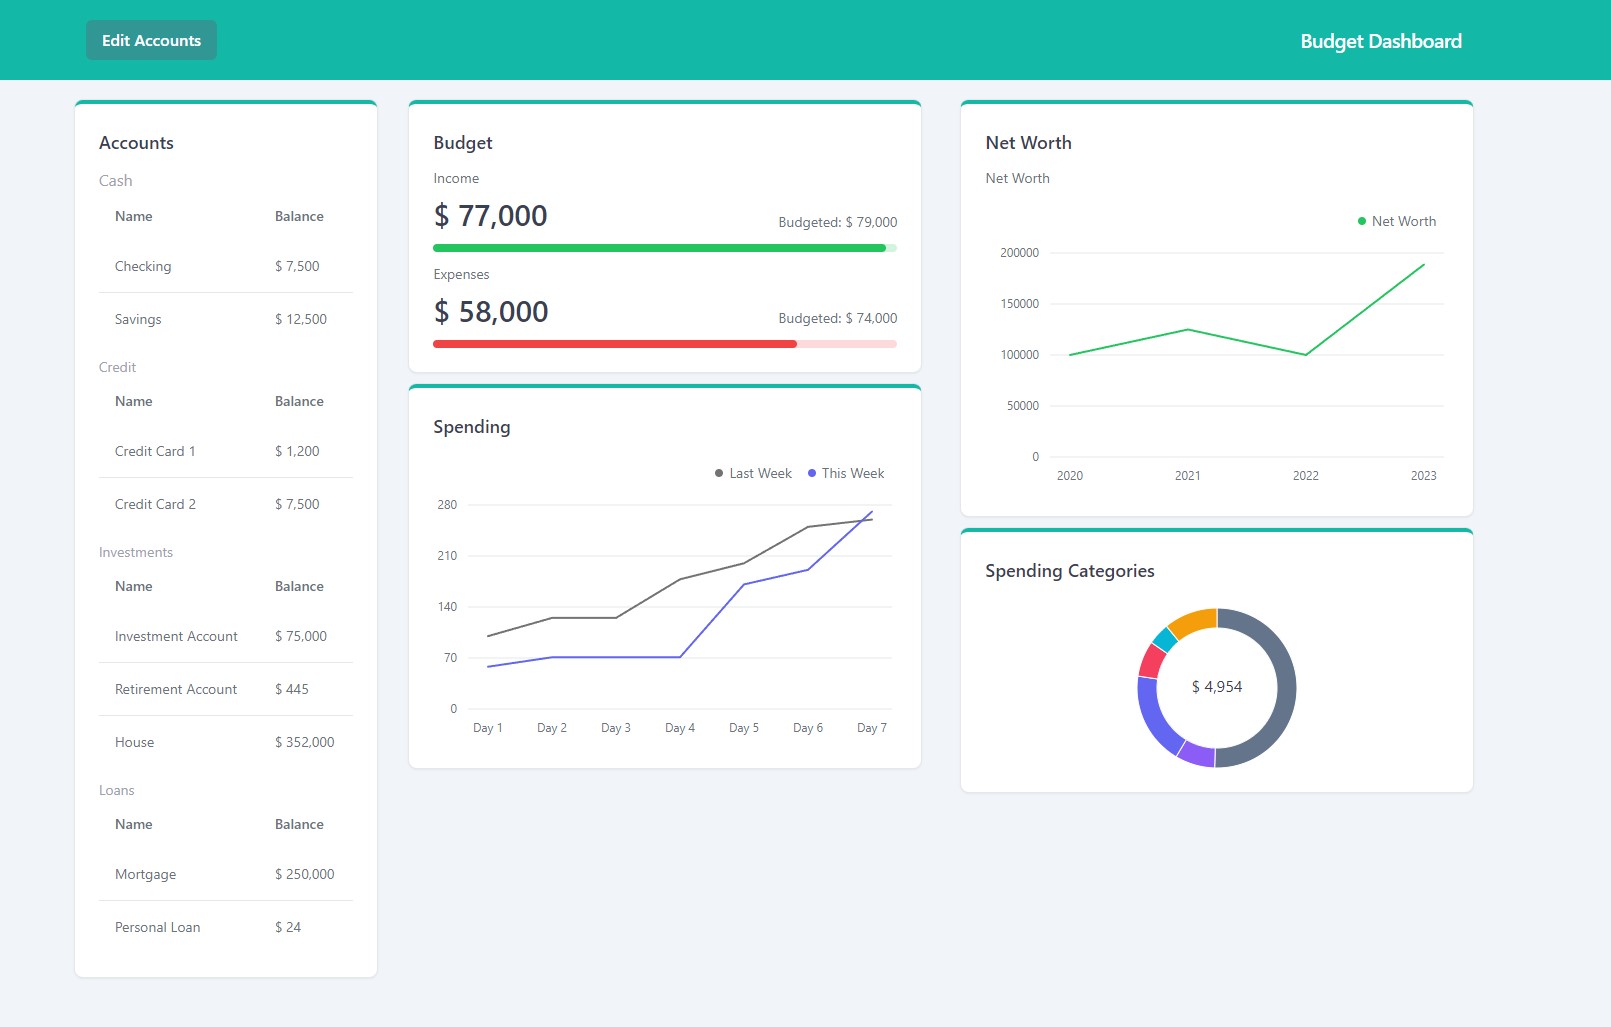 Edit Accounts
Budget Dashboard
Accounts
Cash
Name Balance
Checking $ 7,500
Savings $ 12,500
Credit
Name Balance
Credit Card 1 $ 1,200
Credit Card 2 $ 7,500
Investments
Name Balance
Investment Account $ 75,000
Retirement Account $ 445
House $ 352,000
Loans
Name Balance
Mortgage $ 250,000
Personal Loan $ 24
Budget
Income
$ 77,000 Budgeted: $ 79,000
Expenses
$ 58,000 Budgeted: $ 74,000
Spending
Last Week This Week
280
210
140
70
0
Day 1 Day 2 Day 3 Day 4 Day 5 Day 6 Day 7
Net Worth
Net Worth
Net Worth
200000
150000
100000
50000
0
2020 2021 2022 2023
Spending Categories
$ 4,954